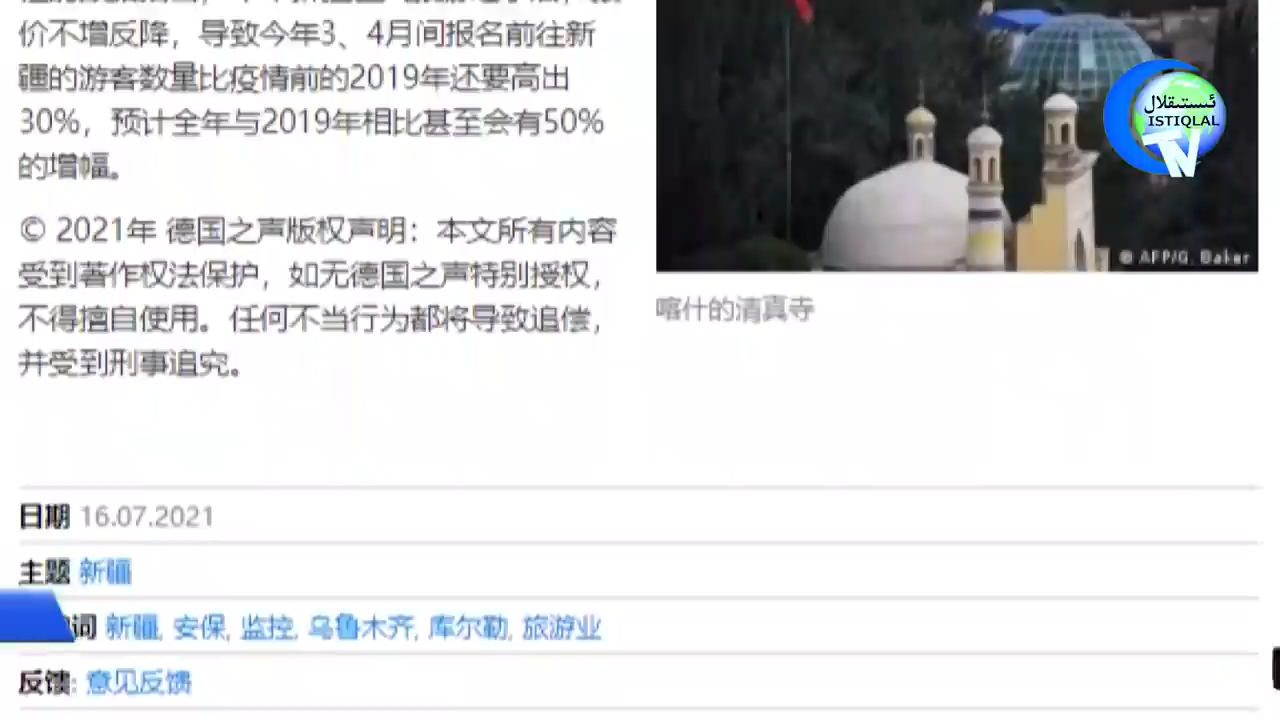 价不增反降，导致今年3、4月间报名前往新
疆的游客数量比疫情前的2019年还要高出
30%，预计全年与2019年相比甚至会有50%
的增幅。
© 2021年 德国之声版权声明：本文所有内容
受到著作权法保护，如无德国之声特别授权，
不得擅自使用。任何不当行为都将导致追偿，
并受到刑事追究。
ئىستىقلال
ISTIQLAL
TV
© AFP/G. Baker
喀什的清真寺
日期 16.07.2021
主题 新疆
词 新疆, 安保, 监控, 乌鲁木齐, 库尔勒, 旅游业
反馈: 意见反馈